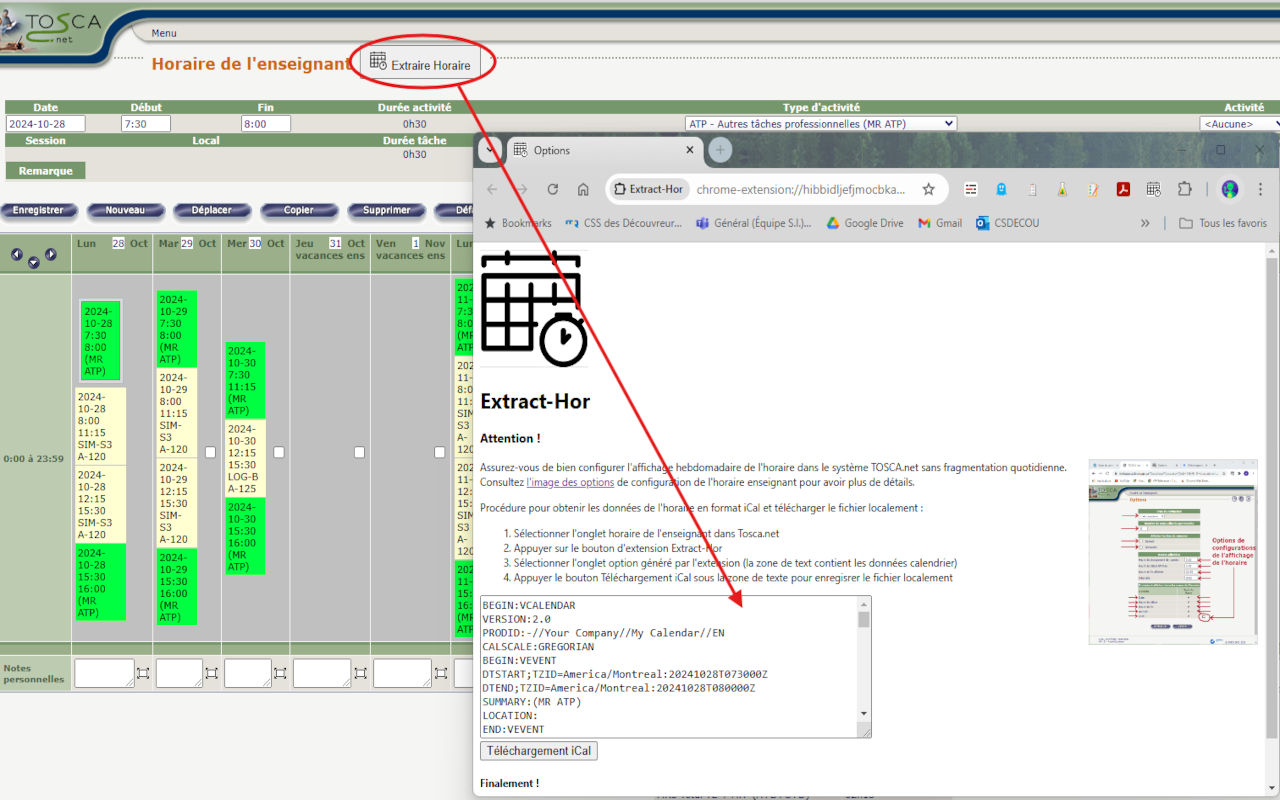 TOSCA
.net
Menu
Horaire de l'enseignant
Extraire Horaire
Date Début Fin Durée activité Type d'activité Activité
2024-10-28 7:30 8:00 0h30 ATP - Autres tâches professionnelles (MR ATP) <Aucune>
Session Local Durée tâche
0h30
Remarque
Enregistrer Nouveau Déplacer Copier Supprimer Défa
Lun 28 Oct Mar 29 Oct Mer 30 Oct Jeu 31 Oct Ven 1 Nov Lun
vacances ens vacances ens
0:00 à 23:59
2024-
10-28
7:30
8:00
(MR
ATP)
2024-
10-28
8:00
11:15
SIM-S3
A-120
2024-
10-28
12:15
15:30
SIM-S3
A-120
2024-
10-28
15:30
16:00
(MR
ATP)
2024-
10-29
7:30
8:00
(MR
ATP)
2024-
10-29
8:00
11:15
SIM-
S3
A-120
2024-
10-29
12:15
15:30
SIM-
S3
A-120
2024-
10-29
15:30
16:00
(MR
ATP)
2024-
10-30
7:30
11:15
(MR
ATP)
2024-
10-30
12:15
15:30
LOG-B
A-125
2024-
10-30
15:30
16:00
(MR
ATP)
Notes
personnelles
Options
Extract-Hor chrome-extension://hibbidljefjmocbka...
Bookmarks CSS des Découvreur... Général (Équipe S.I.)... Google Drive Gmail CSDECOU » Tous les favoris
Extract-Hor
Attention !
Assurez-vous de bien configurer l'affichage hebdomadaire de l'horaire dans le système TOSCA.net sans fragmentation quotidienne.
Consultez l'image des options de configuration de l'horaire enseignant pour avoir plus de détails.
Procédure pour obtenir les données de l'horaire en format iCal et télécharger le fichier localement :
1. Sélectionner l'onglet horaire de l'enseignant dans Tosca.net
2. Appuyer sur le bouton d'extension Extract-Hor
3. Sélectionner l'onglet option généré par l'extension (la zone de text contient les données calendrier)
4. Appuyer le bouton Téléchargement iCal sous la zone de texte pour enregisrer le fichier localement
Options de
configurations
de l'affichage
de l'horaire
BEGIN:VCALENDAR
VERSION:2.0
PRODID:-//Your Company//My Calendar//EN
CALSCALE:GREGORIAN
BEGIN:VEVENT
DTSTART;TZID=America/Montreal:20241028T073000Z
DTEND;TZID=America/Montreal:20241028T080000Z
SUMMARY:(MR ATP)
LOCATION:
END:VEVENT
Téléchargement iCal
Finalement !